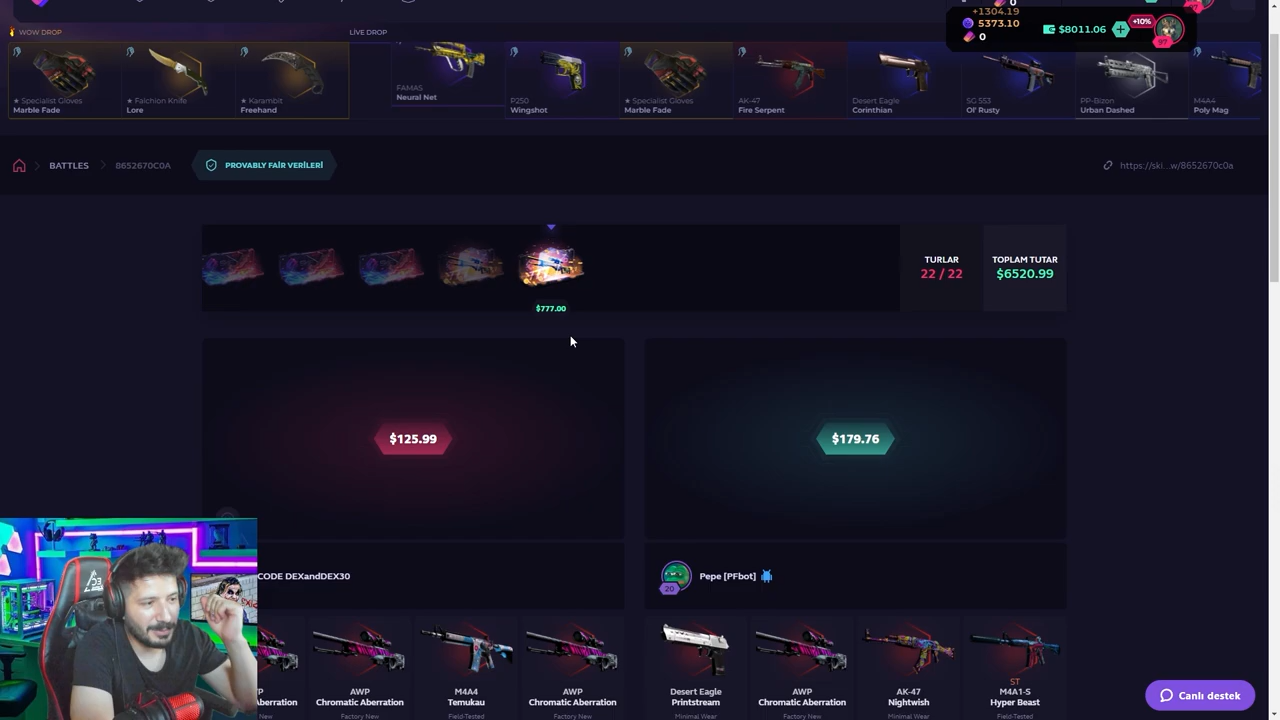 +1304.19
5373.10
0
0
$8011.06
+10%
WOW DROP
LIVE DROP
★ Specialist Gloves
Marble Fade
★ Falchion Knife
Lore
★ Karambit
Freehand
FAMAS
Neural Net
P250
Wingshot
★ Specialist Gloves
Marble Fade
AK-47
Fire Serpent
Desert Eagle
Corinthian
SG 553
Ol' Rusty
PP-Bizon
Urban Dashed
M4A4
Poly Mag
BATTLES
8652670C0A
PROVABLY FAİR VERİLERİ
https://ski...w/8652670c0a
TURLAR
22 / 22
TOPLAM TUTAR
$6520.99
$777.00
$125.99
$179.76
CODE DEXandDEX30
20
Pepe [PFbot]
AWP
Chromatic Aberration
Factory New
M4A4
Temukau
Field-Tested
AWP
Chromatic Aberration
Factory New
Desert Eagle
Printstream
Minimal Wear
AWP
Chromatic Aberration
Factory New
AK-47
Nightwish
Minimal Wear
ST
M4A1-S
Hyper Beast
Field-Tested
Canlı destek